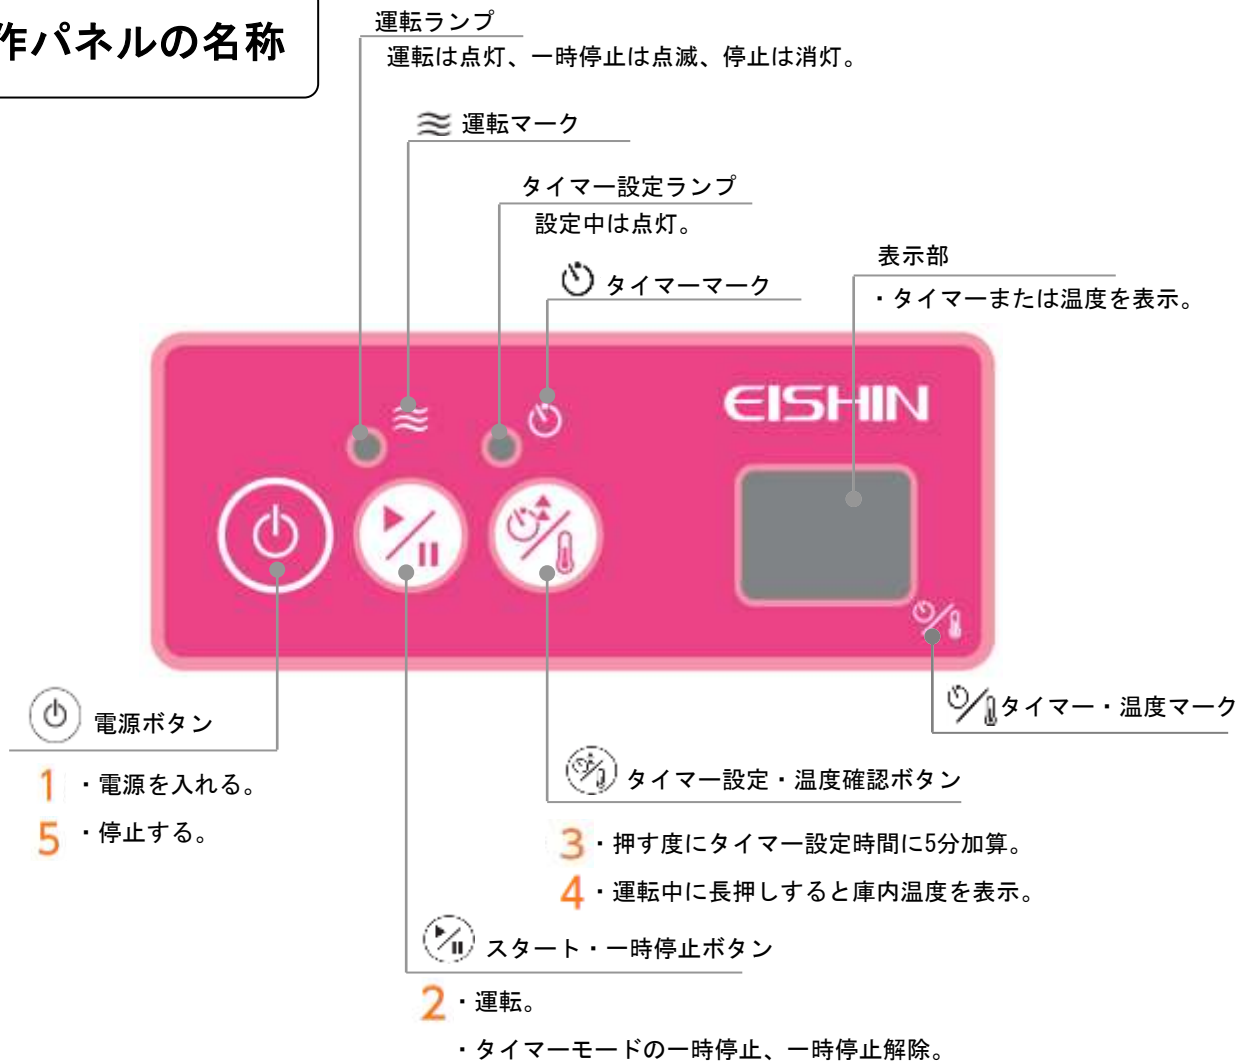 作パネルの名称
運転ランプ
運転は点灯、一時停止は点滅、停止は消灯。
運転マーク
タイマー設定ランプ
設定中は点灯。
タイマーマーク
表示部
・タイマーまたは温度を表示。
EISHIN
タイマー・温度マーク
電源ボタン
1 ・電源を入れる。
5 ・停止する。
タイマー設定・温度確認ボタン
3 ・押す度にタイマー設定時間に5分加算。
4 ・運転中に長押しすると庫内温度を表示。
スタート・一時停止ボタン
2 ・運転。
・タイマーモードの一時停止、一時停止解除。